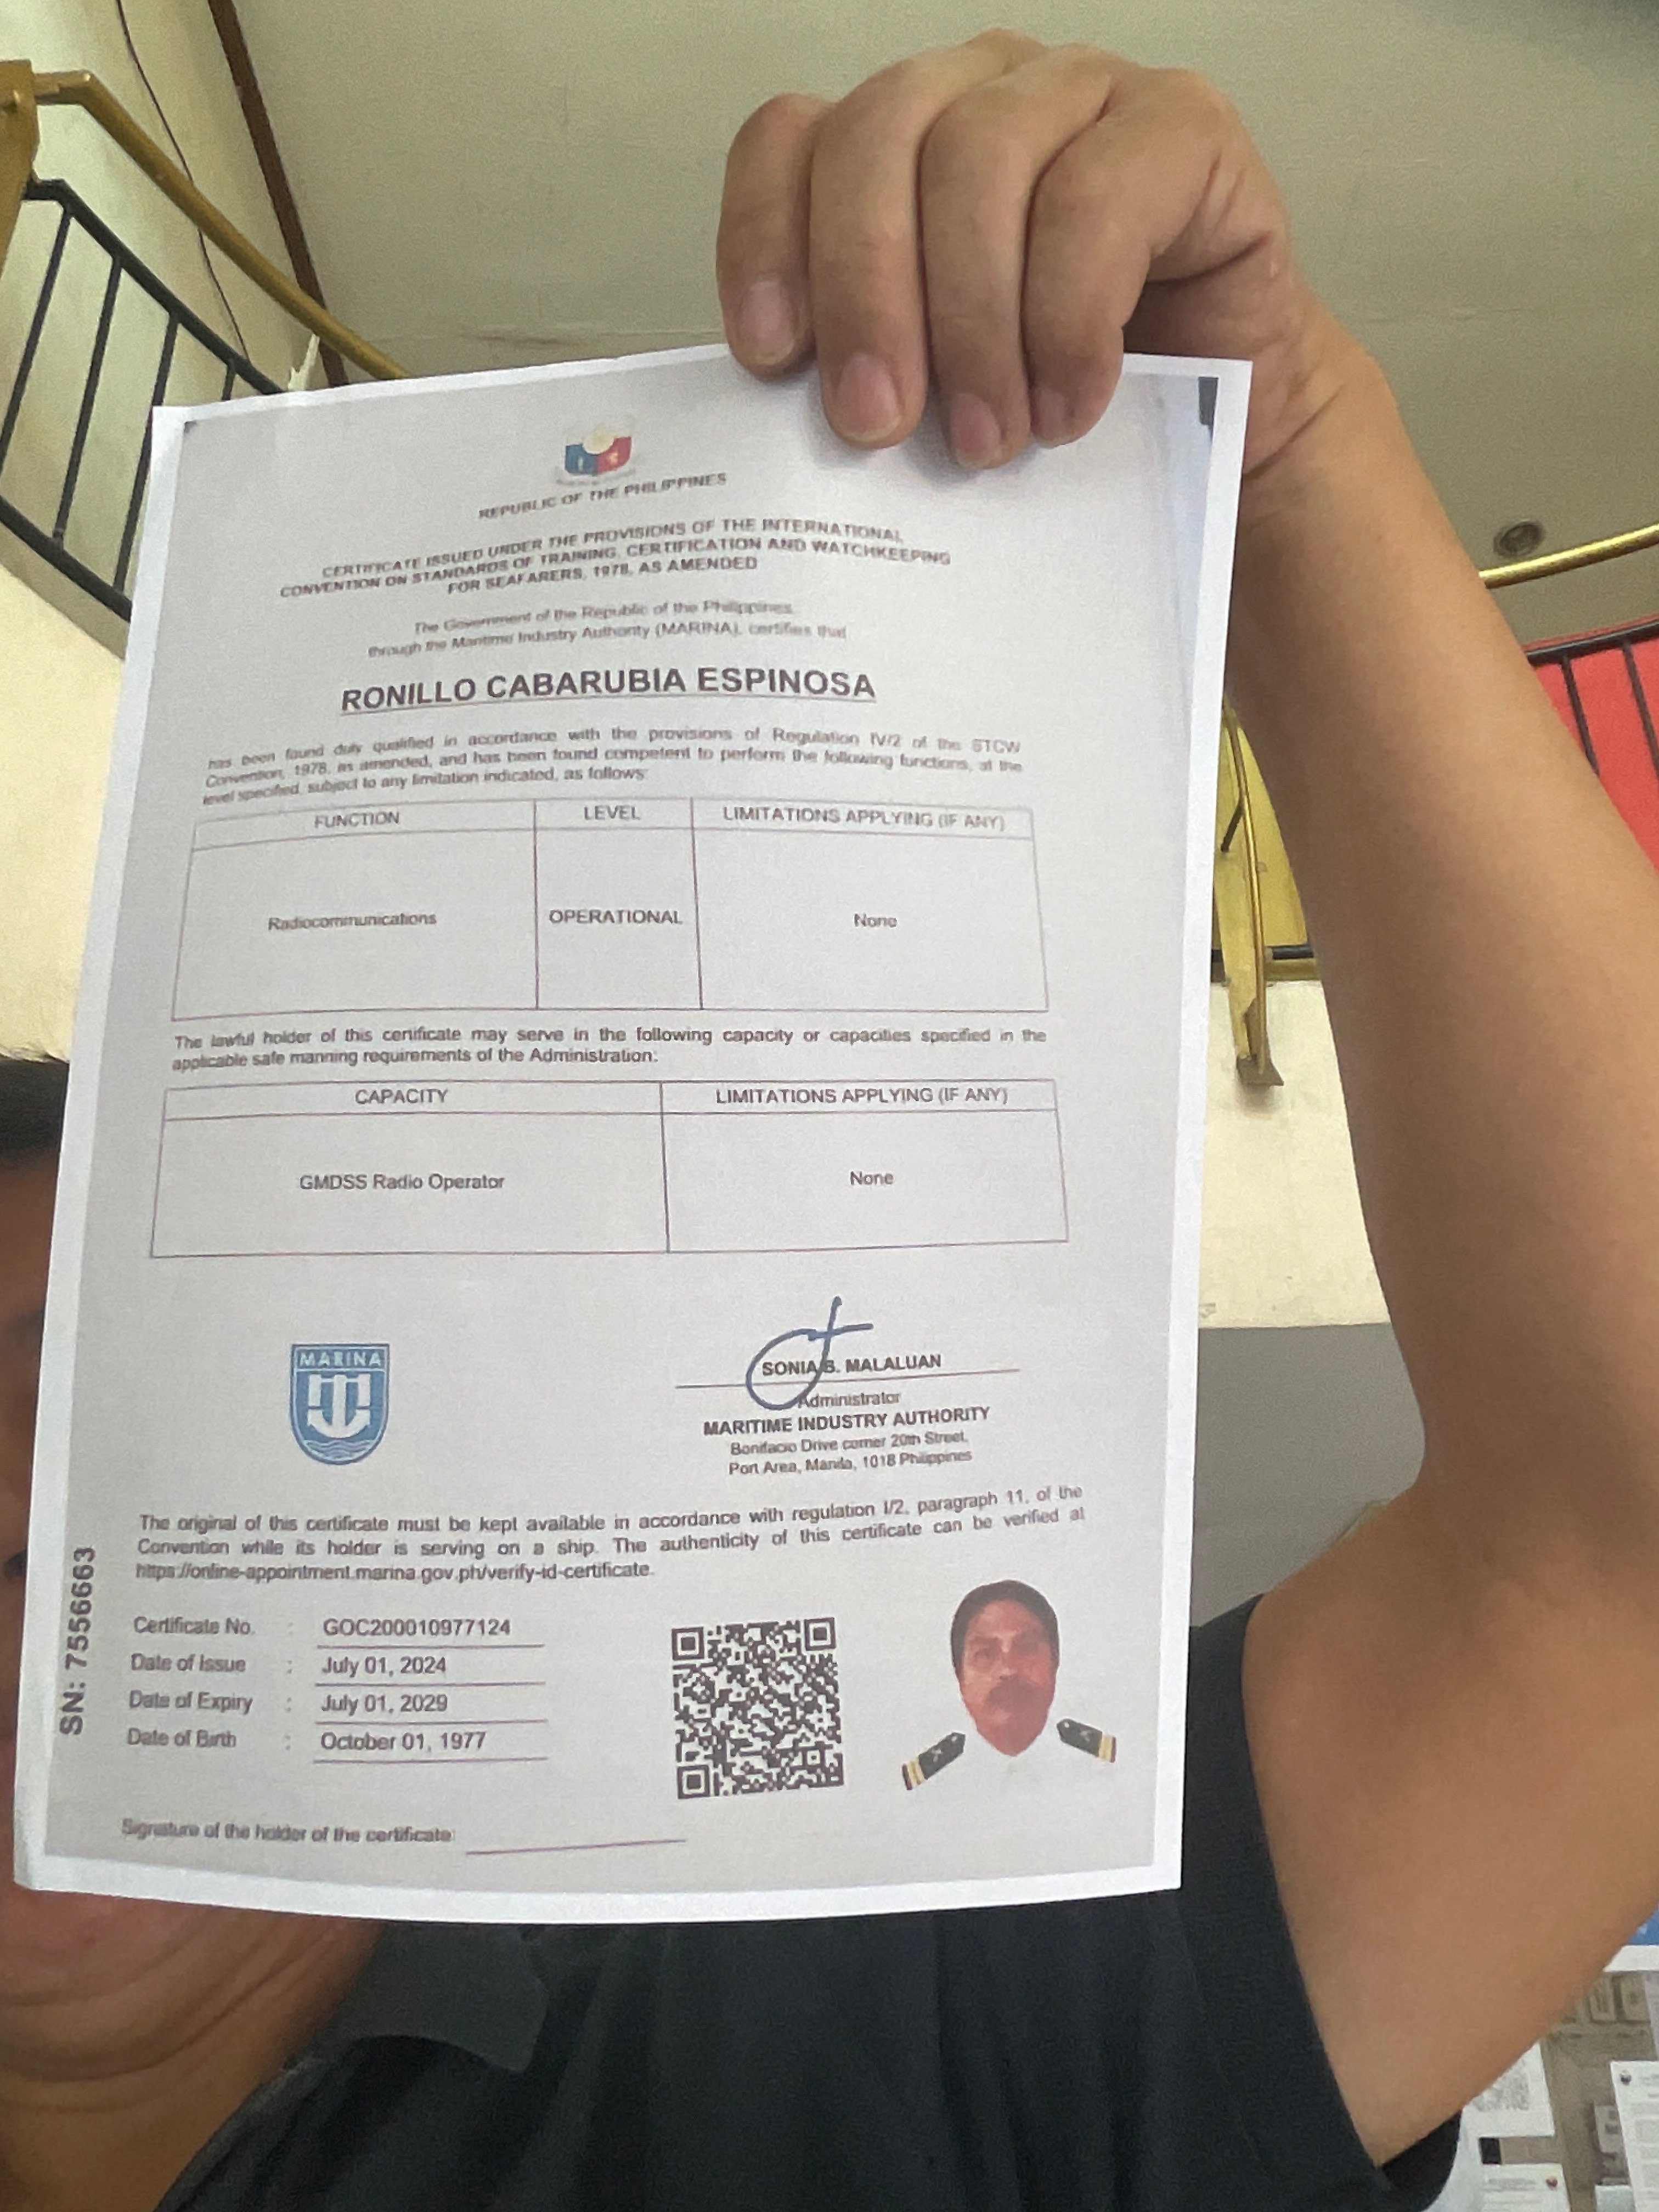 REPUBLIC OF THE PHILIPPINES
CERTIFICATE ISSUED UNDER THE PROVISIONS OF THE INTERNATIONAL
CONVENTION ON STANDARDS OF TRAINING, CERTIFICATION AND WATCHKEEPING
FOR SEAFARERS, 1978, AS AMENDED
The Government of the Republic of the Philippines
through the Maritime Industry Authority (MARINA), certifies that
RONILLO CABARUBIA ESPINOSA
has been found duly qualified in accordance with the provisions of Regulation IV/2 of the STCW
Convention, 1978, as amended, and has been found competent to perform the following functions, at the
level specified, subject to any limitation indicated, as follows:
FUNCTION LEVEL LIMITATIONS APPLYING (IF ANY)
Radiocommunications OPERATIONAL None
The lawful holder of this certificate may serve in the following capacity or capacities specified in the
applicable safe manning requirements of the Administration:
CAPACITY LIMITATIONS APPLYING (IF ANY)
GMDSS Radio Operator None
MARINA
SONIA B. MALALUAN
Administrator
MARITIME INDUSTRY AUTHORITY
Bonifacio Drive corner 20th Street,
Port Area, Manila, 1018 Philippines
The original of this certificate must be kept available in accordance with regulation I/2, paragraph 11, of the
Convention while its holder is serving on a ship. The authenticity of this certificate can be verified at
https://online-appointment.marina.gov.ph/verify-id-certificate.
SN: 7556663
Certificate No. : GOC200010977124
Date of Issue : July 01, 2024
Date of Expiry : July 01, 2029
Date of Birth : October 01, 1977
Signature of the holder of the certificate: